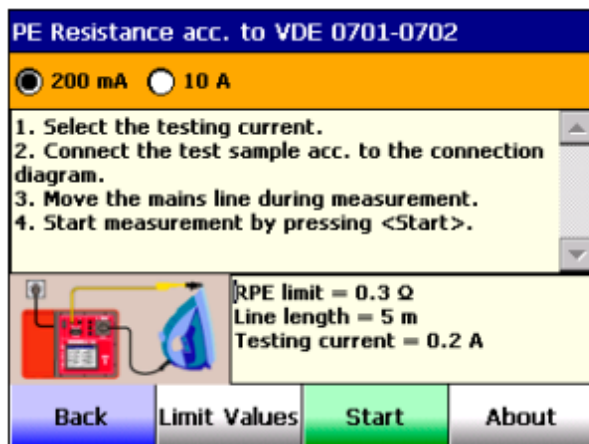 PE Resistance acc. to VDE 0701-0702
200 mA 10 A
1. Select the testing current.
2. Connect the test sample acc. to the connection
diagram.
3. Move the mains line during measurement.
4. Start measurement by pressing <Start>.
RPE limit = 0.3 Ω
Line length = 5 m
Testing current = 0.2 A
Back Limit Values Start About